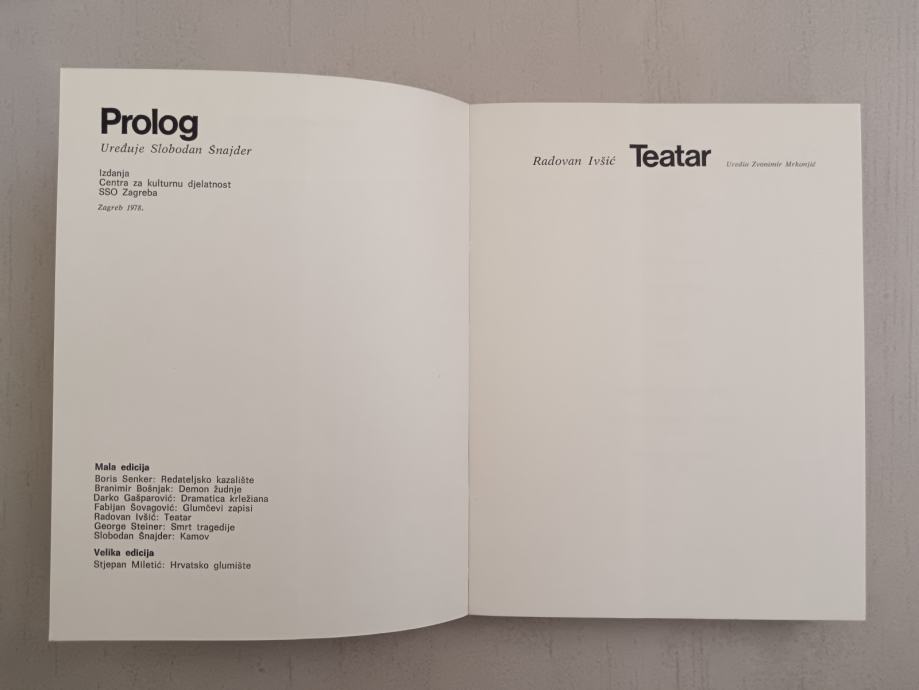 Prolog
Uređuje Slobodan Šnajder
Izdanja
Centra za kulturnu djelatnost
SSO Zagreba
Zagreb 1978.
Mala edicija
Boris Senker: Redateljsko kazalište
Branimir Bošnjak: Demon žudnje
Darko Gašparović: Dramatica krležiana
Fabijan Šovagović: Glumčevi zapisi
Radovan Ivšić: Teatar
George Steiner: Smrt tragedije
Slobodan Šnajder: Kamov
Velika edicija
Stjepan Miletić: Hrvatsko glumište
Radovan Ivšić Teatar Uredio Zvonimir Mrkonjić